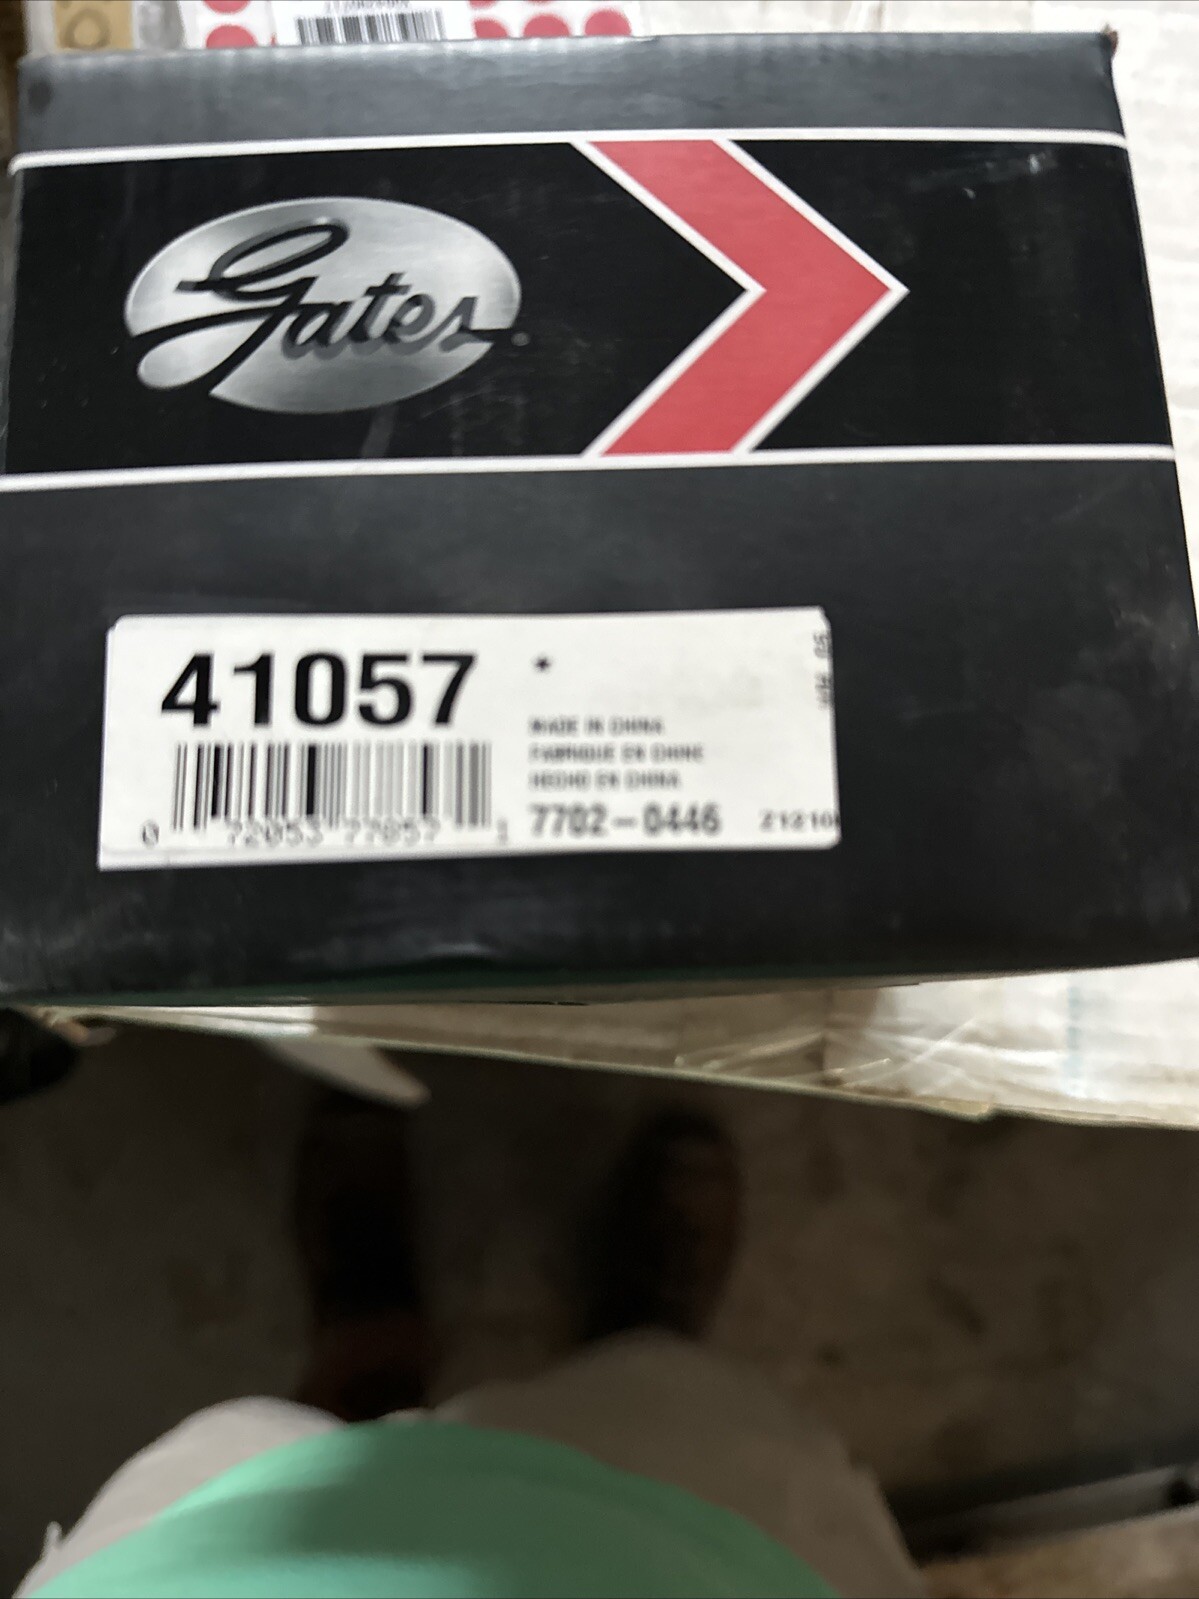 Gates
41057 *
MADE IN CHINA
FABRIQUE EN CHINE
HECHO EN CHINA
0 72053 77057 1
7702-0446